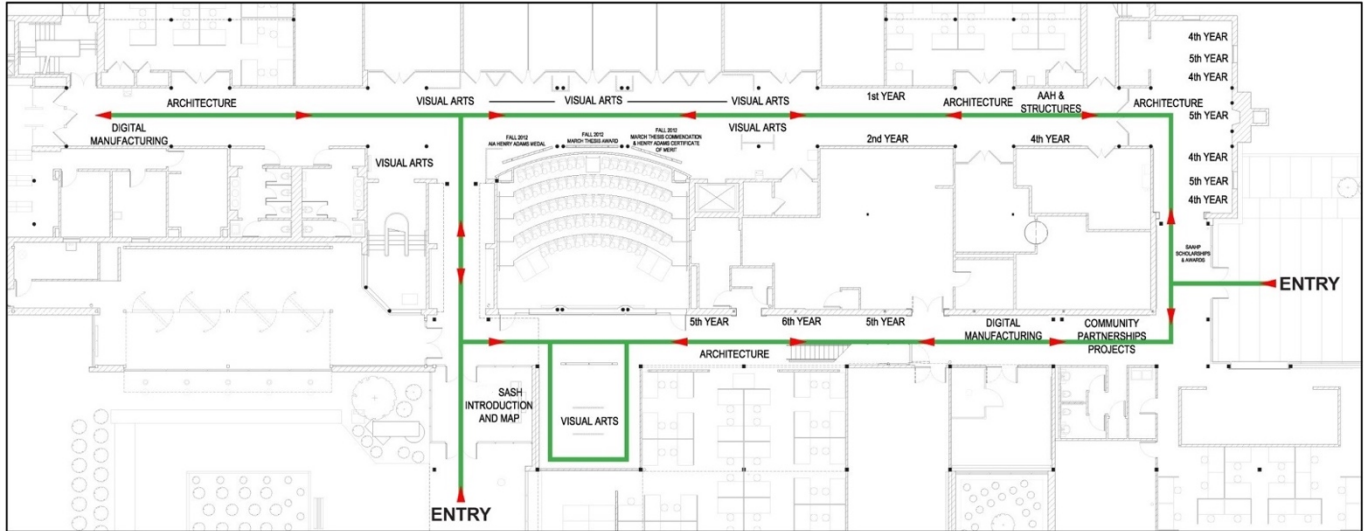 4th YEAR
5th YEAR
4th YEAR
ARCHITECTURE
VISUAL ARTS
VISUAL ARTS
VISUAL ARTS
1st YEAR
ARCHITECTURE
AAH &
STRUCTURES
ARCHITECTURE
5th YEAR
DIGITAL
MANUFACTURING
VISUAL ARTS
FALL 2012
AIA HENRY ADAMS MEDAL
FALL 2012
MARCH THESIS AWARD
FALL 2012
MARCH THESIS COMMENDATION
& HENRY ADAMS CERTIFICATE
OF MERIT
VISUAL ARTS
2nd YEAR
4th YEAR
4th YEAR
5th YEAR
4th YEAR
SAAHP
SCHOLARSHIPS
& AWARDS
ENTRY
5th YEAR
6th YEAR
5th YEAR
DIGITAL
MANUFACTURING
COMMUNITY
PARTNERSHIPS
PROJECTS
ARCHITECTURE
SASH
INTRODUCTION
AND MAP
VISUAL ARTS
ENTRY